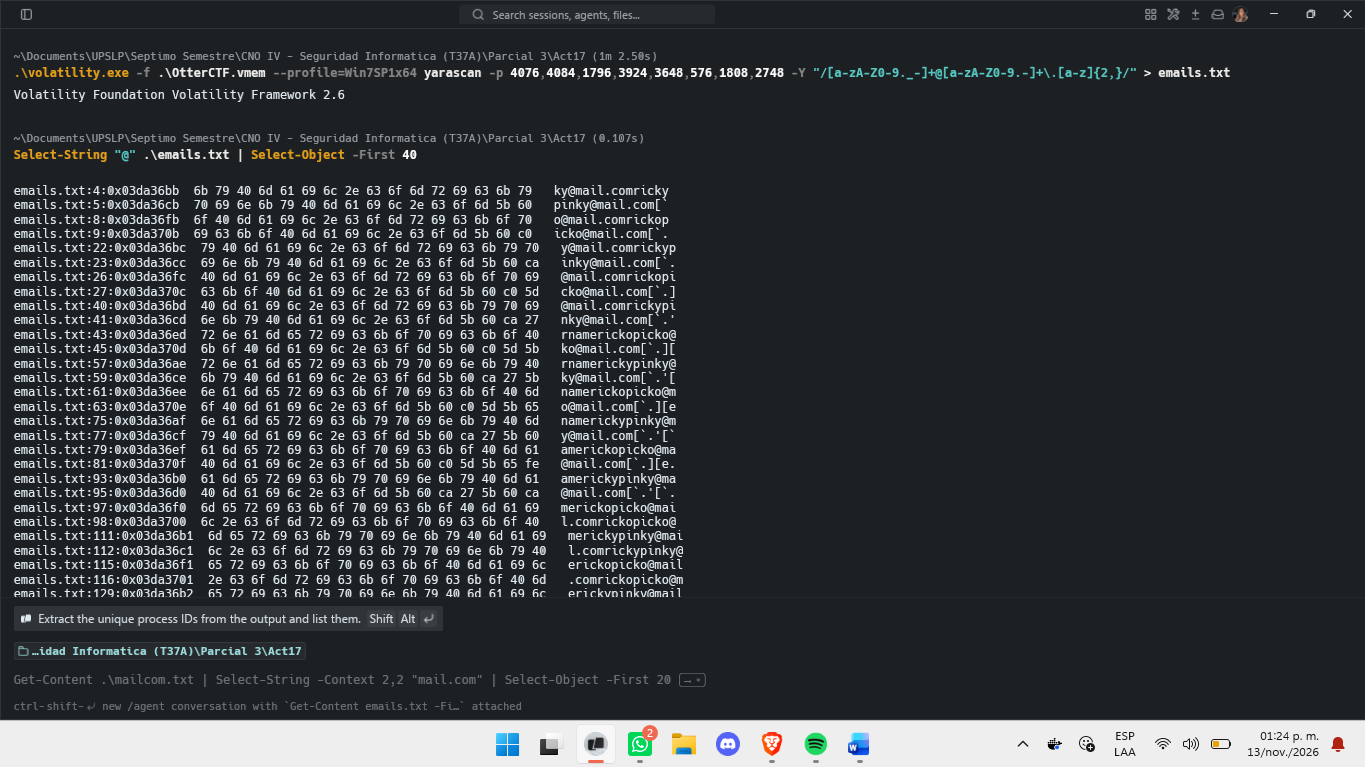 Search sessions, agents, files...
~\Documents\UPSLP\Septimo Semestre\CNO IV - Seguridad Informatica (T37A)\Parcial 3\Act17 (1m 2.50s)
.\volatility.exe -f .\OtterCTF.vmem --profile=Win7SP1x64 yarascan -p 4076,4084,1796,3924,3648,576,1808,2748 -Y "/[a-zA-Z0-9._-]+@[a-zA-Z0-9.-]+\.[a-z]{2,}/" > emails.txt
Volatility Foundation Volatility Framework 2.6
~\Documents\UPSLP\Septimo Semestre\CNO IV - Seguridad Informatica (T37A)\Parcial 3\Act17 (0.107s)
Select-String "@" .\emails.txt | Select-Object -First 40
emails.txt:4:0x03da36bb  6b 79 40 6d 61 69 6c 2e 63 6f 6d 72 69 63 6b 79   ky@mail.comricky
emails.txt:5:0x03da36cb  70 69 6e 6b 79 40 6d 61 69 6c 2e 63 6f 6d 5b 60   pinky@mail.com[`
emails.txt:8:0x03da36fb  6f 40 6d 61 69 6c 2e 63 6f 6d 72 69 63 6b 6f 70   o@mail.comrickop
emails.txt:9:0x03da370b  69 63 6b 6f 40 6d 61 69 6c 2e 63 6f 6d 5b 60 c0   icko@mail.com[`.
emails.txt:22:0x03da36bc  79 40 6d 61 69 6c 2e 63 6f 6d 72 69 63 6b 79 70   y@mail.comrickyp
emails.txt:23:0x03da36cc  69 6e 6b 79 40 6d 61 69 6c 2e 63 6f 6d 5b 60 ca   inky@mail.com[`.
emails.txt:26:0x03da36fc  40 6d 61 69 6c 2e 63 6f 6d 72 69 63 6b 6f 70 69   @mail.comrickopi
emails.txt:27:0x03da370c  63 6b 6f 40 6d 61 69 6c 2e 63 6f 6d 5b 60 c0 5d   cko@mail.com[`.]
emails.txt:40:0x03da36bd  40 6d 61 69 6c 2e 63 6f 6d 72 69 63 6b 79 70 69   @mail.comrickypi
emails.txt:41:0x03da36cd  6e 6b 79 40 6d 61 69 6c 2e 63 6f 6d 5b 60 ca 27   nky@mail.com[`.'
emails.txt:43:0x03da36ed  72 6e 61 6d 65 72 69 63 6b 6f 70 69 63 6b 6f 40   rnamerickopicko@
emails.txt:45:0x03da370d  6b 6f 40 6d 61 69 6c 2e 63 6f 6d 5b 60 c0 5d 5b   ko@mail.com[`.][
emails.txt:57:0x03da36ae  72 6e 61 6d 65 72 69 63 6b 79 70 69 6e 6b 79 40   rnamerickypinky@
emails.txt:59:0x03da36ce  6b 79 40 6d 61 69 6c 2e 63 6f 6d 5b 60 ca 27 5b   ky@mail.com[`.'[
emails.txt:61:0x03da36ee  6e 61 6d 65 72 69 63 6b 6f 70 69 63 6b 6f 40 6d   namerickopicko@m
emails.txt:63:0x03da370e  6f 40 6d 61 69 6c 2e 63 6f 6d 5b 60 c0 5d 5b 65   o@mail.com[`.][e
emails.txt:75:0x03da36af  6e 61 6d 65 72 69 63 6b 79 70 69 6e 6b 79 40 6d   namerickypinky@m
emails.txt:77:0x03da36cf  79 40 6d 61 69 6c 2e 63 6f 6d 5b 60 ca 27 5b 60   y@mail.com[`.'[`
emails.txt:79:0x03da36ef  61 6d 65 72 69 63 6b 6f 70 69 63 6b 6f 40 6d 61   americkopicko@ma
emails.txt:81:0x03da370f  40 6d 61 69 6c 2e 63 6f 6d 5b 60 c0 5d 5b 65 fe   @mail.com[`.][e.
emails.txt:93:0x03da36b0  61 6d 65 72 69 63 6b 79 70 69 6e 6b 79 40 6d 61   americkypinky@ma
emails.txt:95:0x03da36d0  40 6d 61 69 6c 2e 63 6f 6d 5b 60 ca 27 5b 60 ca   @mail.com[`.'[`.
emails.txt:97:0x03da36f0  6d 65 72 69 63 6b 6f 70 69 63 6b 6f 40 6d 61 69   merickopicko@mai
emails.txt:98:0x03da3700  6c 2e 63 6f 6d 72 69 63 6b 6f 70 69 63 6b 6f 40   l.comrickopicko@
emails.txt:111:0x03da36b1  6d 65 72 69 63 6b 79 70 69 6e 6b 79 40 6d 61 69   merickypinky@mai
emails.txt:112:0x03da36c1  6c 2e 63 6f 6d 72 69 63 6b 79 70 69 6e 6b 79 40   l.comrickypinky@
emails.txt:115:0x03da36f1  65 72 69 63 6b 6f 70 69 63 6b 6f 40 6d 61 69 6c   erickopicko@mail
emails.txt:116:0x03da3701  2e 63 6f 6d 72 69 63 6b 6f 70 69 63 6b 6f 40 6d   .comrickopicko@m
emails.txt:129:0x03da36b2  65 72 69 63 6b 79 70 69 6e 6b 79 40 6d 61 69 6c   erickypinky@mail
Extract the unique process IDs from the output and list them. Shift Alt
…idad Informatica (T37A)\Parcial 3\Act17
Get-Content .\mailcom.txt | Select-String -Context 2,2 "mail.com" | Select-Object -First 20
ctrl-shift-↵ new /agent conversation with `Get-Content emails.txt -Fi…` attached
2
ESP
LAA
01:24 p. m.
13/nov./2026